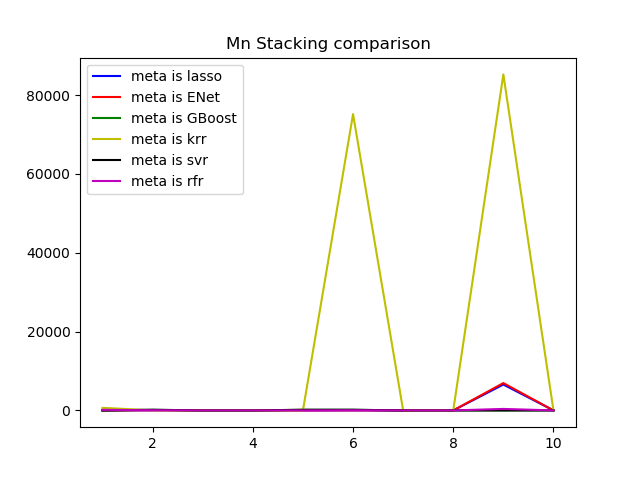 Mn Stacking comparison
meta is lasso
meta is ENet
meta is GBoost
meta is krr
meta is svr
meta is rfr
80000
60000
40000
20000
0
2 4 6 8 10